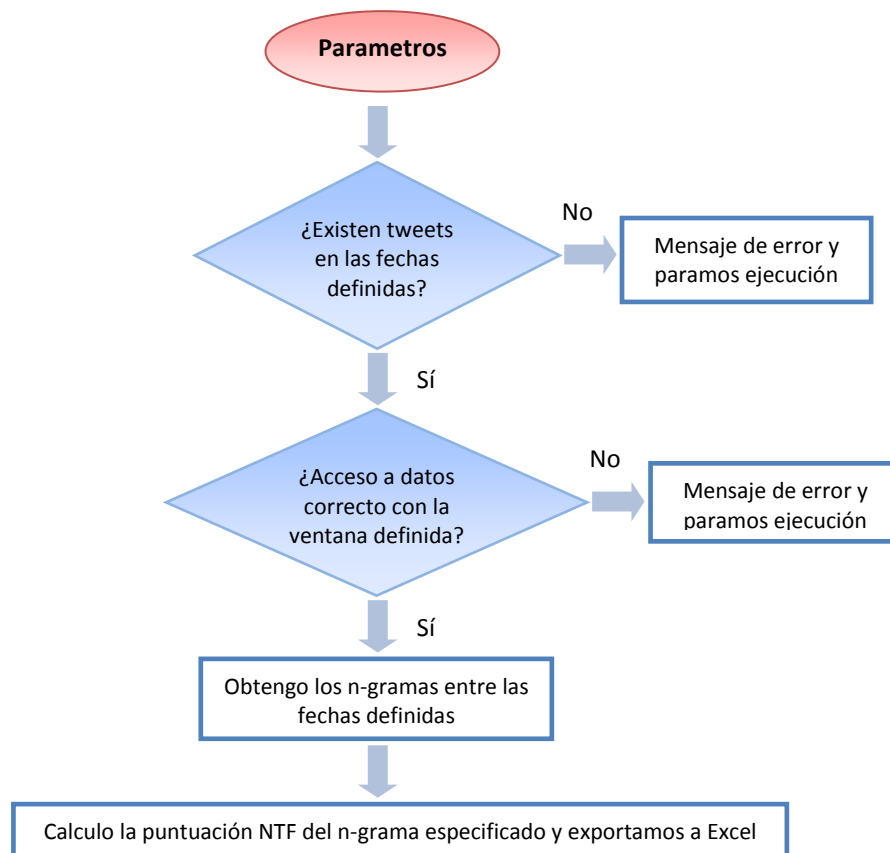 Parametros
¿Existen tweets
en las fechas
definidas?
No
Mensaje de error y
paramos ejecución
Sí
¿Acceso a datos
correcto con la
ventana definida?
No
Mensaje de error y
paramos ejecución
Sí
Obtengo los n-gramas entre las
fechas definidas
Calculo la puntuación NTF del n-grama especificado y exportamos a Excel